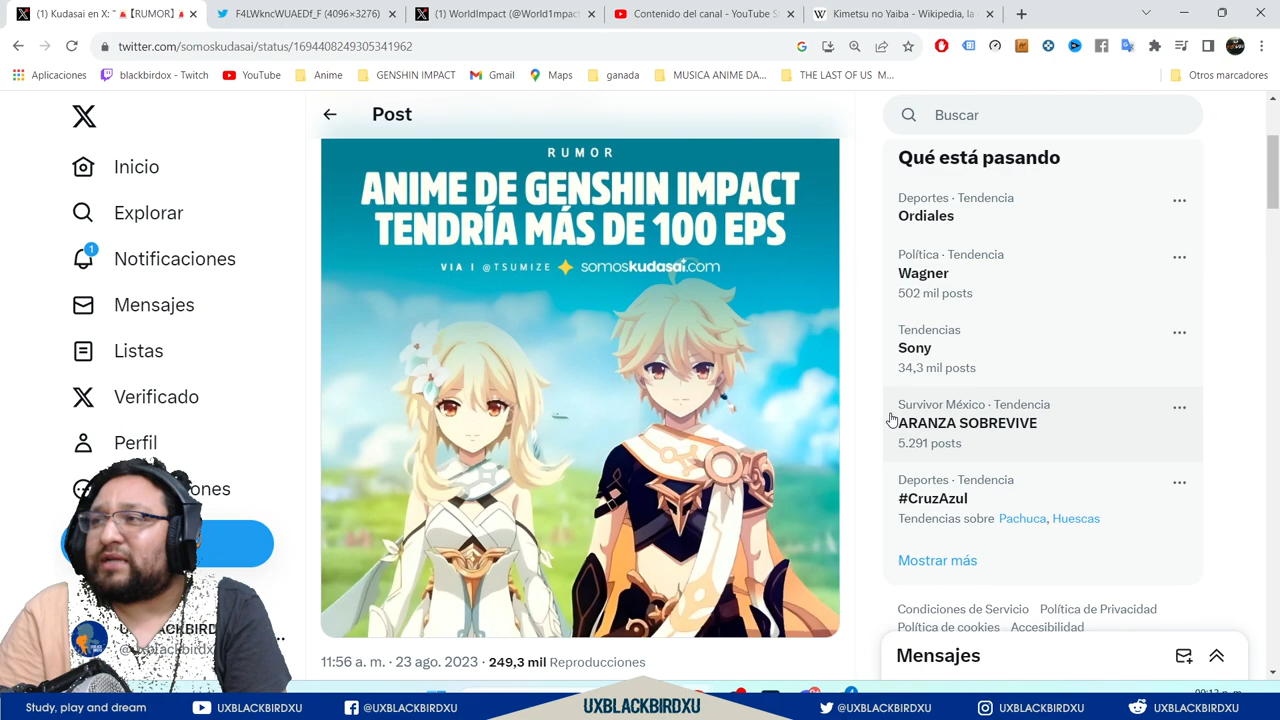 (1) Kudasai en X: "🚨【RUMOR】🚨
F4LWkncWUAEDf_F (4096×3276)
(1) WorldImpact (@World1mpact
Contenido del canal - YouTube S
Kimetsu no Yaiba - Wikipedia, la
twitter.com/somoskudasai/status/1694408249305341962
Aplicaciones
blackbirdox - Twitch
YouTube
Anime
GENSHIN IMPACT
Gmail
Maps
ganada
MUSICA ANIME DA...
THE LAST OF US M...
Otros marcadores
Inicio
Explorar
1
Notificaciones
Mensajes
Listas
Verificado
Perfil
ones
UXBLACKBIRD
@uxblackbirdx
Post
RUMOR
ANIME DE GENSHIN IMPACT
TENDRÍA MÁS DE 100 EPS
VIA | @TSUMIZE somoskudasai.com
11:56 a. m. · 23 ago. 2023 · 249,3 mil Reproducciones
Buscar
Qué está pasando
Deportes · Tendencia
Ordiales
Política · Tendencia
Wagner
502 mil posts
Tendencias
Sony
34,3 mil posts
Survivor México · Tendencia
ARANZA SOBREVIVE
5.291 posts
Deportes · Tendencia
#CruzAzul
Tendencias sobre Pachuca, Huescas
Mostrar más
Condiciones de Servicio Política de Privacidad
Política de cookies Accesibilidad
Mensajes
Study, play and dream
UXBLACKBIRDXU
@UXBLACKBIRDXU
UXBLACKBIRDXU
@UXBLACKBIRDXU
UXBLACKBIRDXU
UXBLACKBIRDXU